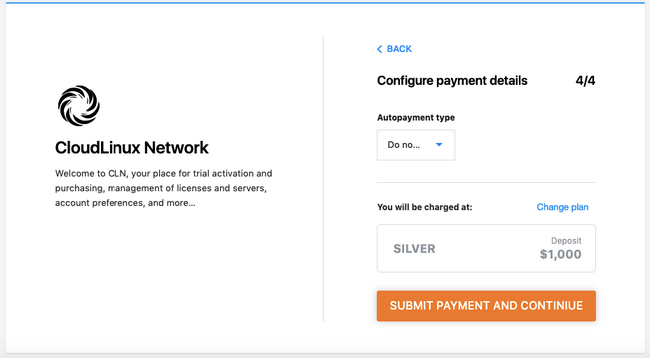 BACK
Configure payment details 4/4
Autopayment type
Do no...
CloudLinux Network
Welcome to CLN, your place for trial activation and
purchasing, management of licenses and servers,
account preferences, and more...
You will be charged at: Change plan
SILVER
Deposit
$1,000
SUBMIT PAYMENT AND CONTINIUE